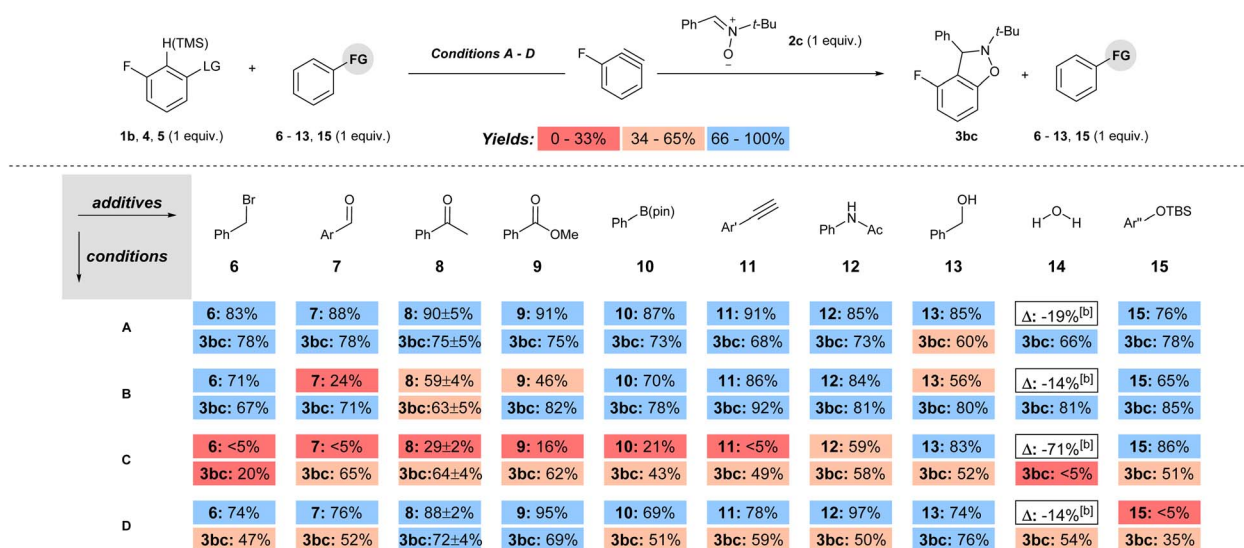 H(TMS)
F
LG
+
FG
1b, 4, 5 (1 equiv.)
6 - 13, 15 (1 equiv.)
Conditions A - D
F
Ph
N
+
t-Bu
O
−
2c (1 equiv.)
Ph
N
t-Bu
O
F
3bc
+
FG
6 - 13, 15 (1 equiv.)
Yields: 0 - 33% 34 - 65% 66 - 100%
additives
conditions
Br
Ph
6
O
Ar
7
O
Ph
8
O
Ph
OMe
9
Ph
B(pin)
10
Ar'
11
H
N
Ph
Ac
12
OH
Ph
13
H
O
H
14
Ar''
OTBS
15
A
6: 83% 7: 88% 8: 90±5% 9: 91% 10: 87% 11: 91% 12: 85% 13: 85% Δ: -19%[b] 15: 76%
3bc: 78% 3bc: 78% 3bc:75±5% 3bc: 75% 3bc: 73% 3bc: 68% 3bc: 73% 3bc: 60% 3bc: 66% 3bc: 78%
B
6: 71% 7: 24% 8: 59±4% 9: 46% 10: 70% 11: 86% 12: 84% 13: 56% Δ: -14%[b] 15: 65%
3bc: 67% 3bc: 71% 3bc:63±5% 3bc: 82% 3bc: 78% 3bc: 92% 3bc: 81% 3bc: 80% 3bc: 81% 3bc: 85%
C
6: <5% 7: <5% 8: 29±2% 9: 16% 10: 21% 11: <5% 12: 59% 13: 83% Δ: -71%[b] 15: 86%
3bc: 20% 3bc: 65% 3bc:64±4% 3bc: 62% 3bc: 43% 3bc: 49% 3bc: 58% 3bc: 52% 3bc: <5% 3bc: 51%
D
6: 74% 7: 76% 8: 88±2% 9: 95% 10: 69% 11: 78% 12: 97% 13: 74% Δ: -14%[b] 15: <5%
3bc: 47% 3bc: 52% 3bc:72±4% 3bc: 69% 3bc: 51% 3bc: 59% 3bc: 50% 3bc: 76% 3bc: 54% 3bc: 35%